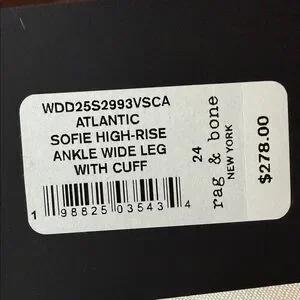 WDD25S2993VSCA
ATLANTIC
SOFIE HIGH-RISE
ANKLE WIDE LEG
WITH CUFF
1 98825 03543 4
24
rag & bone
NEW YORK
$278.00